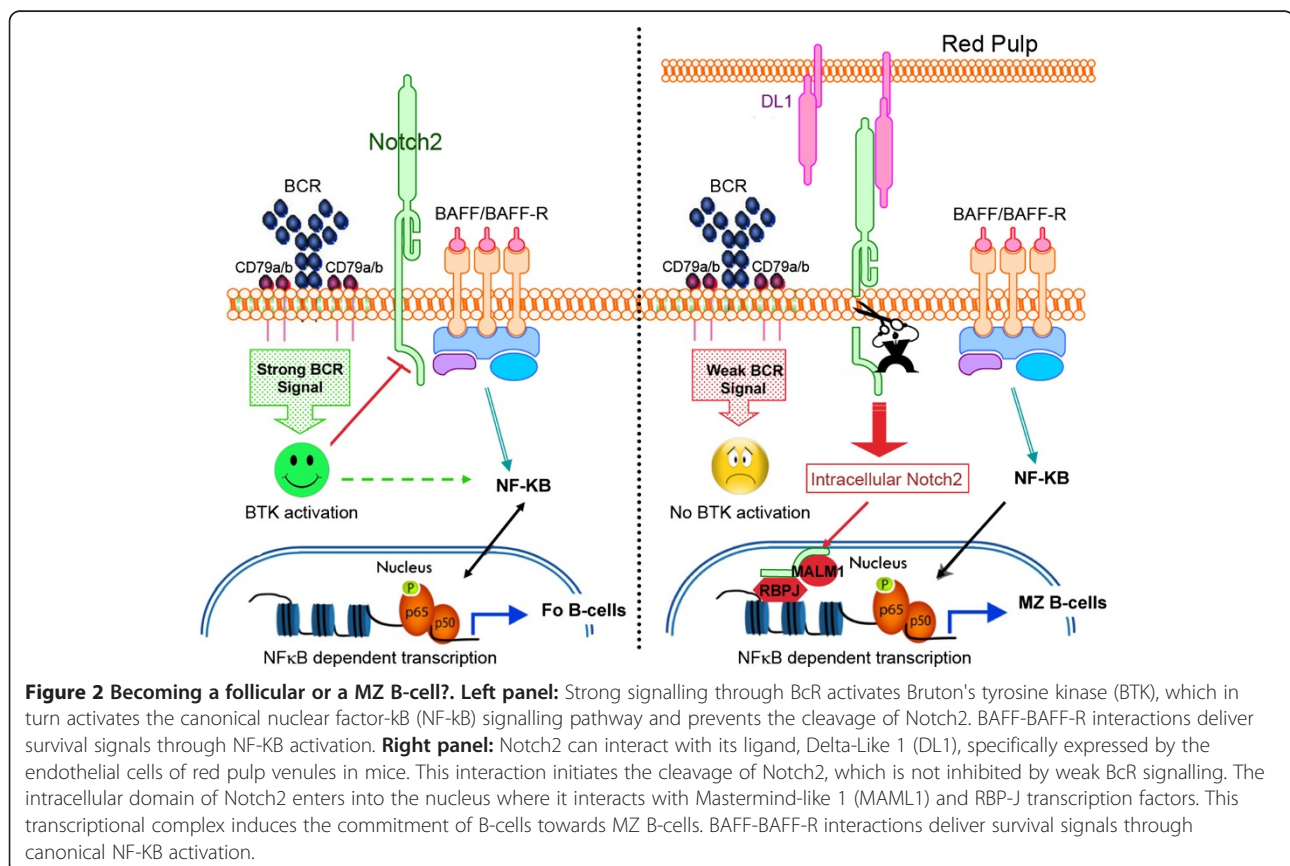 Notch2
BCR
BAFF/BAFF-R
CD79a/b
CD79a/b
Strong BCR
Signal
BTK activation
NF-KB
Nucleus
P
p65
p50
Fo B-cells
NFκB dependent transcription
Red Pulp
DL1
BCR
BAFF/BAFF-R
CD79a/b
CD79a/b
Weak BCR
Signal
No BTK activation
Intracellular Notch2
NF-KB
MALM1
RBPJ
Nucleus
P
p65
p50
MZ B-cells
NFκB dependent transcription
Figure 2 Becoming a follicular or a MZ B-cell?. Left panel: Strong signalling through BcR activates Bruton's tyrosine kinase (BTK), which in
turn activates the canonical nuclear factor-kB (NF-kB) signalling pathway and prevents the cleavage of Notch2. BAFF-BAFF-R interactions deliver
survival signals through NF-KB activation. Right panel: Notch2 can interact with its ligand, Delta-Like 1 (DL1), specifically expressed by the
endothelial cells of red pulp venules in mice. This interaction initiates the cleavage of Notch2, which is not inhibited by weak BcR signalling. The
intracellular domain of Notch2 enters into the nucleus where it interacts with Mastermind-like 1 (MAML1) and RBP-J transcription factors. This
transcriptional complex induces the commitment of B-cells towards MZ B-cells. BAFF-BAFF-R interactions deliver survival signals through
canonical NF-KB activation.